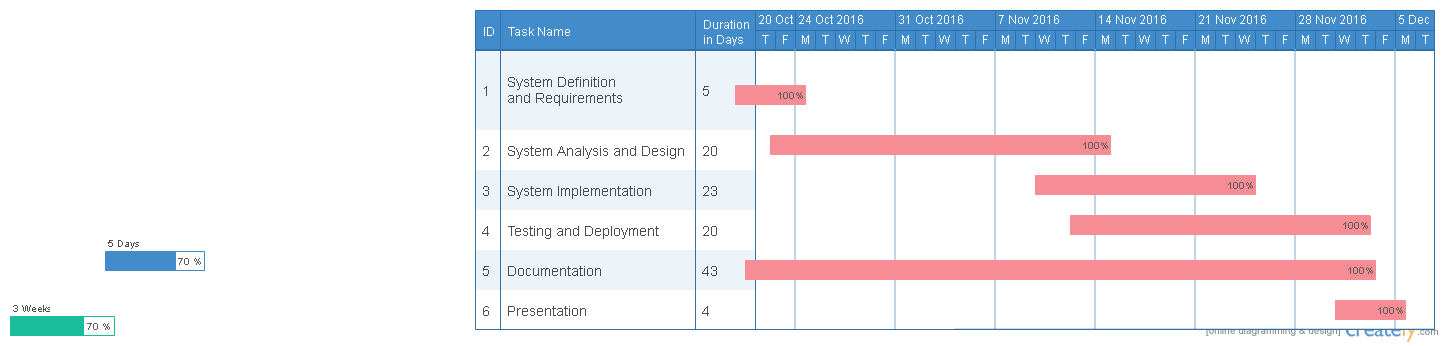 ID Task Name Duration in Days 20 Oct 24 Oct 2016 31 Oct 2016 7 Nov 2016 14 Nov 2016 21 Nov 2016 28 Nov 2016 5 Dec
T F M T W T F M T W T F M T W T F M T W T F M T W T F M T W T F M T
1 System Definition
and Requirements 5 100%
2 System Analysis and Design 20 100%
3 System Implementation 23 100%
4 Testing and Deployment 20 100%
5 Days
70 %
5 Documentation 43 100%
3 Weeks
70 %
6 Presentation 4 100%
[online diagramming & design] creately.com